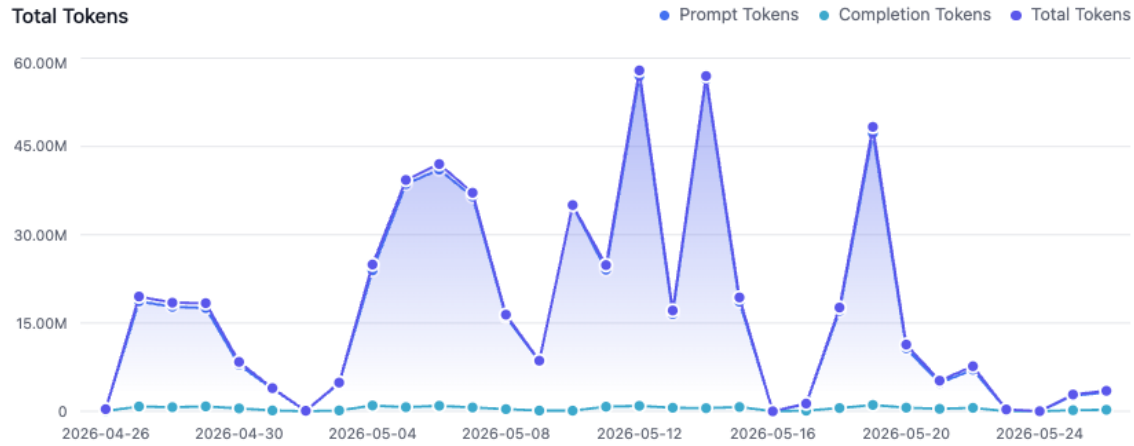 Total Tokens
Prompt Tokens Completion Tokens Total Tokens
60.00M
45.00M
30.00M
15.00M
0
2026-04-26 2026-04-30 2026-05-04 2026-05-08 2026-05-12 2026-05-16 2026-05-20 2026-05-24